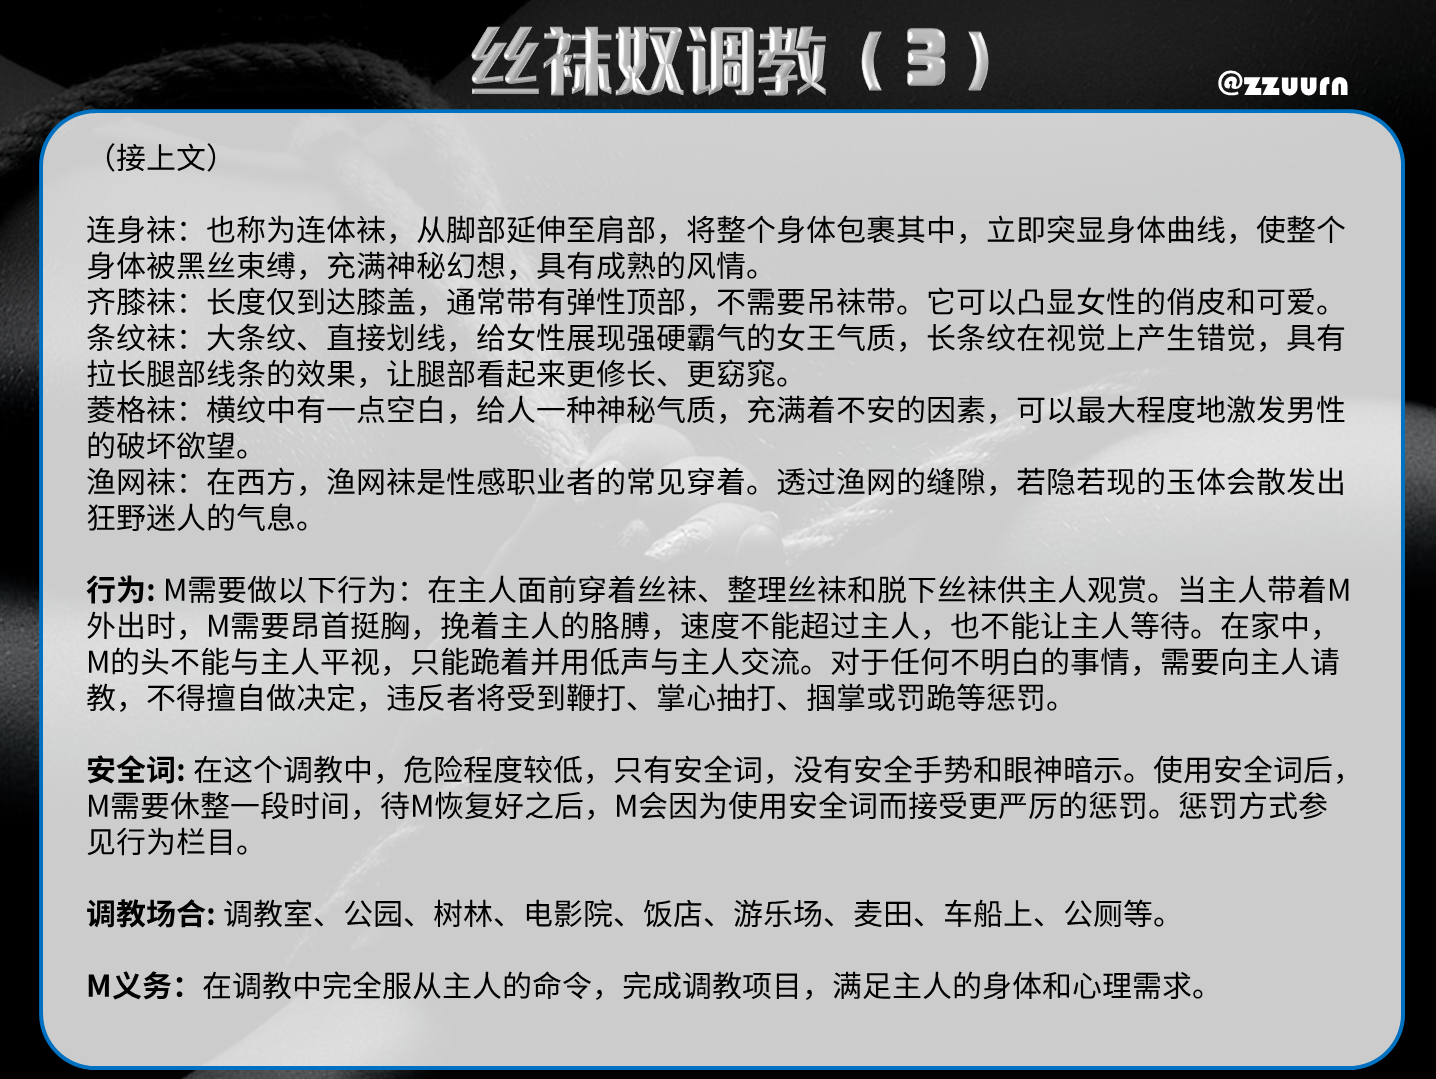 丝袜奴调教（3）
@zzuurn
（接上文）
连身袜：也称为连体袜，从脚部延伸至肩部，将整个身体包裹其中，立即突显身体曲线，使整个
身体被黑丝束缚，充满神秘幻想，具有成熟的风情。
齐膝袜：长度仅到达膝盖，通常带有弹性顶部，不需要吊袜带。它可以凸显女性的俏皮和可爱。
条纹袜：大条纹、直接划线，给女性展现强硬霸气的女王气质，长条纹在视觉上产生错觉，具有
拉长腿部线条的效果，让腿部看起来更修长、更窈窕。
菱格袜：横纹中有一点空白，给人一种神秘气质，充满着不安的因素，可以最大程度地激发男性
的破坏欲望。
渔网袜：在西方，渔网袜是性感职业者的常见穿着。透过渔网的缝隙，若隐若现的玉体会散发出
狂野迷人的气息。
行为: M需要做以下行为：在主人面前穿着丝袜、整理丝袜和脱下丝袜供主人观赏。当主人带着M
外出时，M需要昂首挺胸，挽着主人的胳膊，速度不能超过主人，也不能让主人等待。在家中，
M的头不能与主人平视，只能跪着并用低声与主人交流。对于任何不明白的事情，需要向主人请
教，不得擅自做决定，违反者将受到鞭打、掌心抽打、掴掌或罚跪等惩罚。
安全词: 在这个调教中，危险程度较低，只有安全词，没有安全手势和眼神暗示。使用安全词后，
M需要休整一段时间，待M恢复好之后，M会因为使用安全词而接受更严厉的惩罚。惩罚方式参
见行为栏目。
调教场合: 调教室、公园、树林、电影院、饭店、游乐场、麦田、车船上、公厕等。
M义务：在调教中完全服从主人的命令，完成调教项目，满足主人的身体和心理需求。